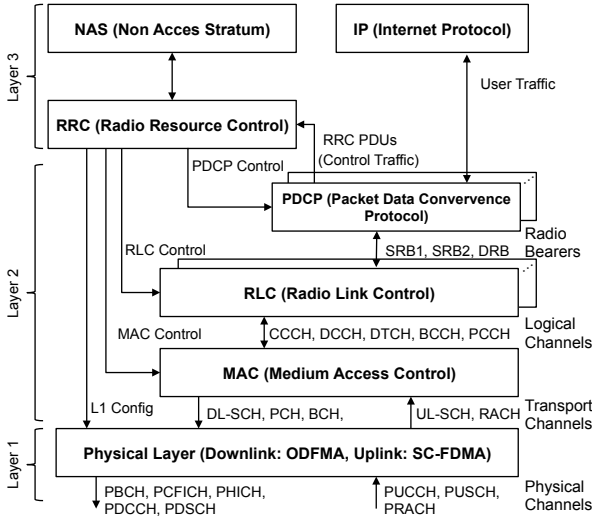 NAS (Non Acces Stratum)
IP (Internet Protocol)
Layer 3
User Traffic
RRC (Radio Resource Control)
RRC PDUs
(Control Traffic)
PDCP Control
PDCP (Packet Data Convervence
Protocol)
Radio
Bearers
SRB1, SRB2, DRB
RLC Control
Layer 2
RLC (Radio Link Control)
Logical
Channels
MAC Control
CCCH, DCCH, DTCH, BCCH, PCCH
MAC (Medium Access Control)
L1 Config
DL-SCH, PCH, BCH,
UL-SCH, RACH
Transport
Channels
Layer 1
Physical Layer (Downlink: ODFMA, Uplink: SC-FDMA)
PBCH, PCFICH, PHICH,
PDCCH, PDSCH
PUCCH, PUSCH,
PRACH
Physical
Channels